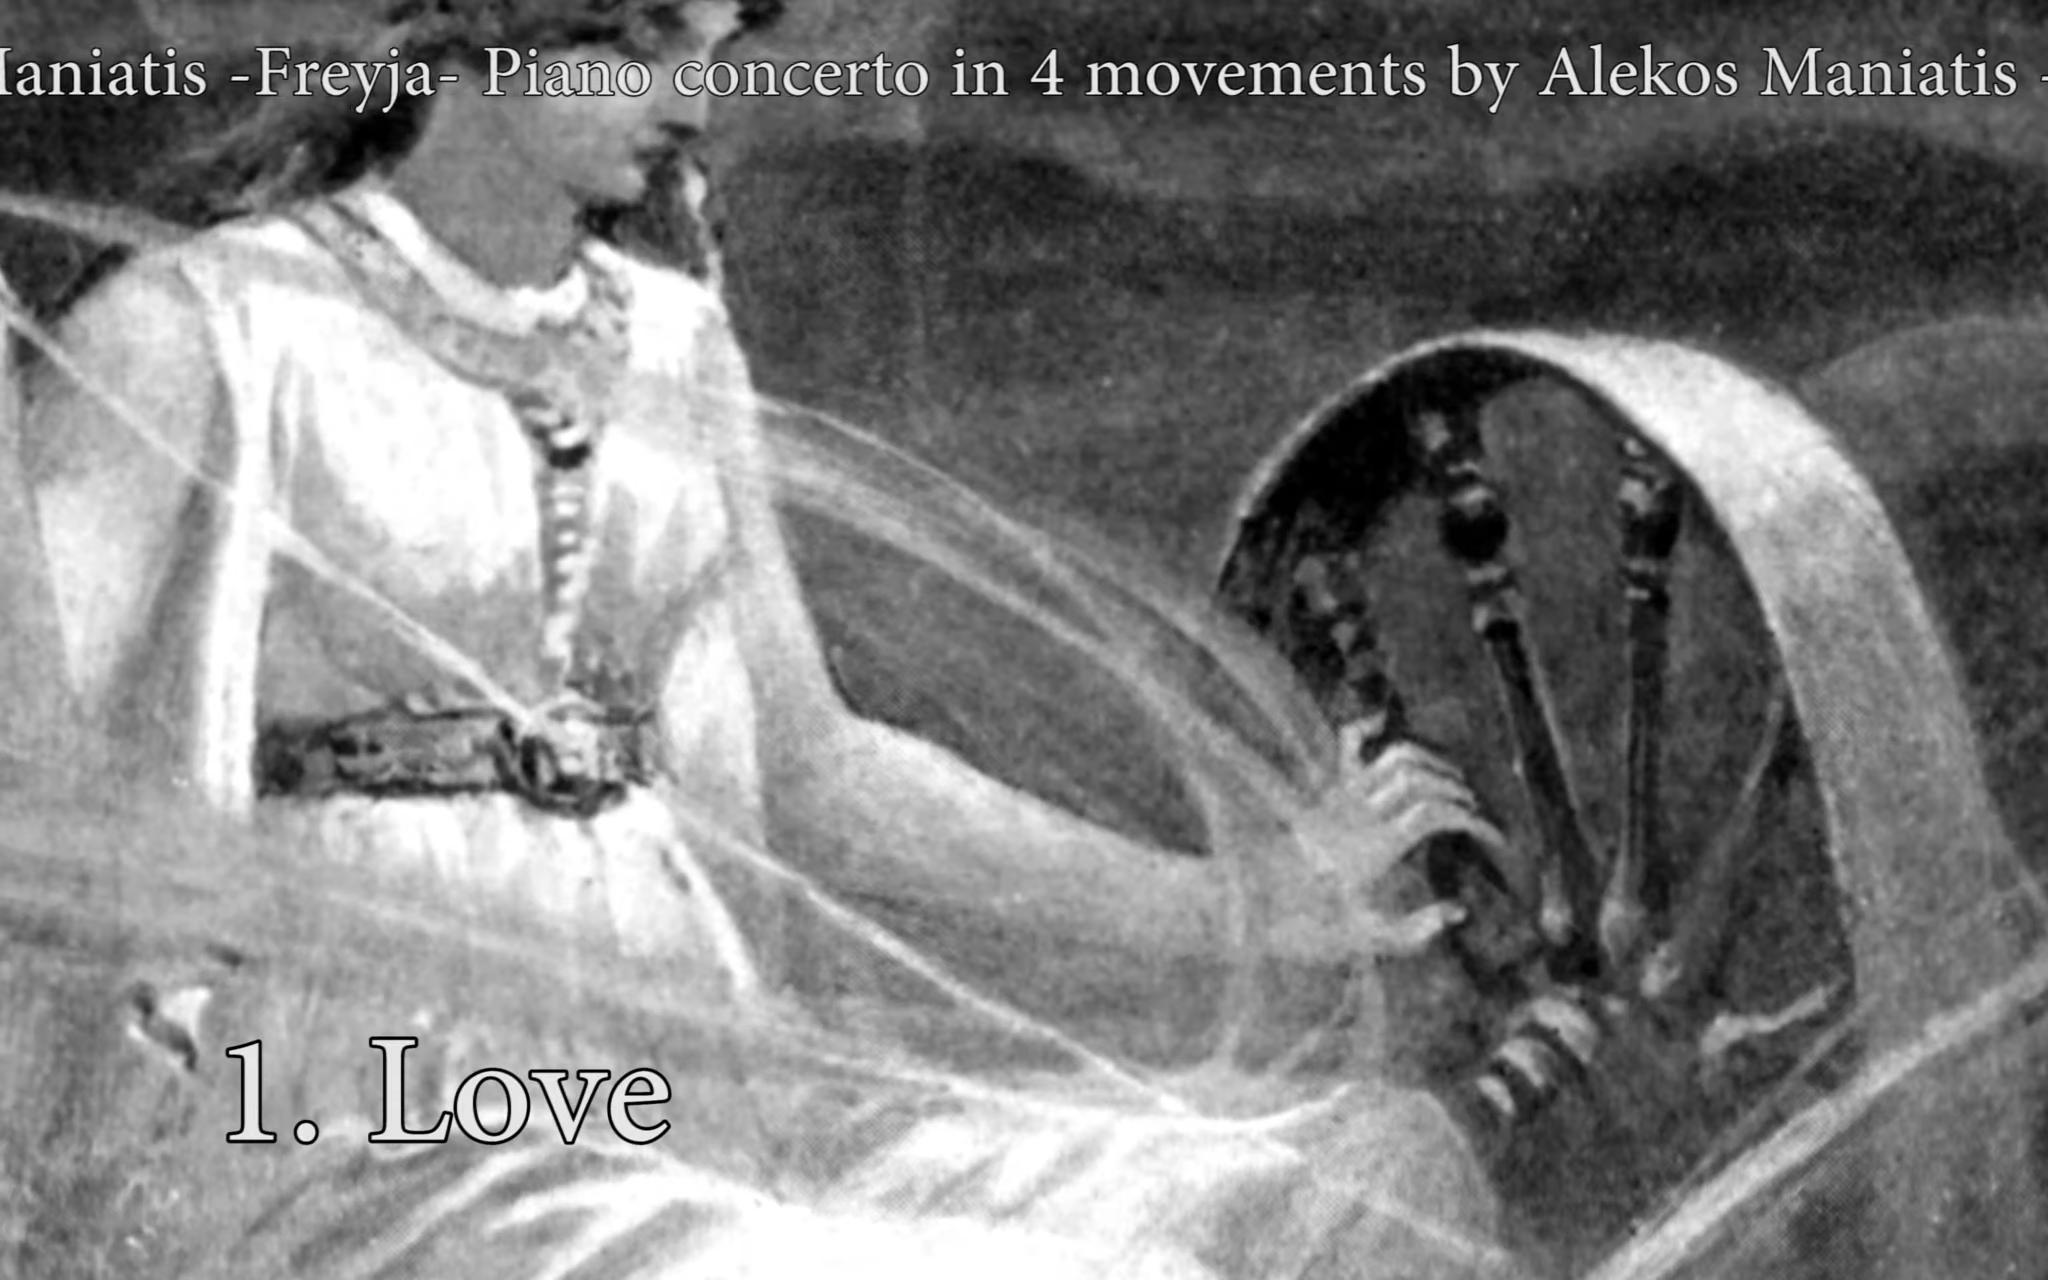 Maniatis -Freyja- Piano concerto in 4 movements by Alekos Maniatis -
1. Love